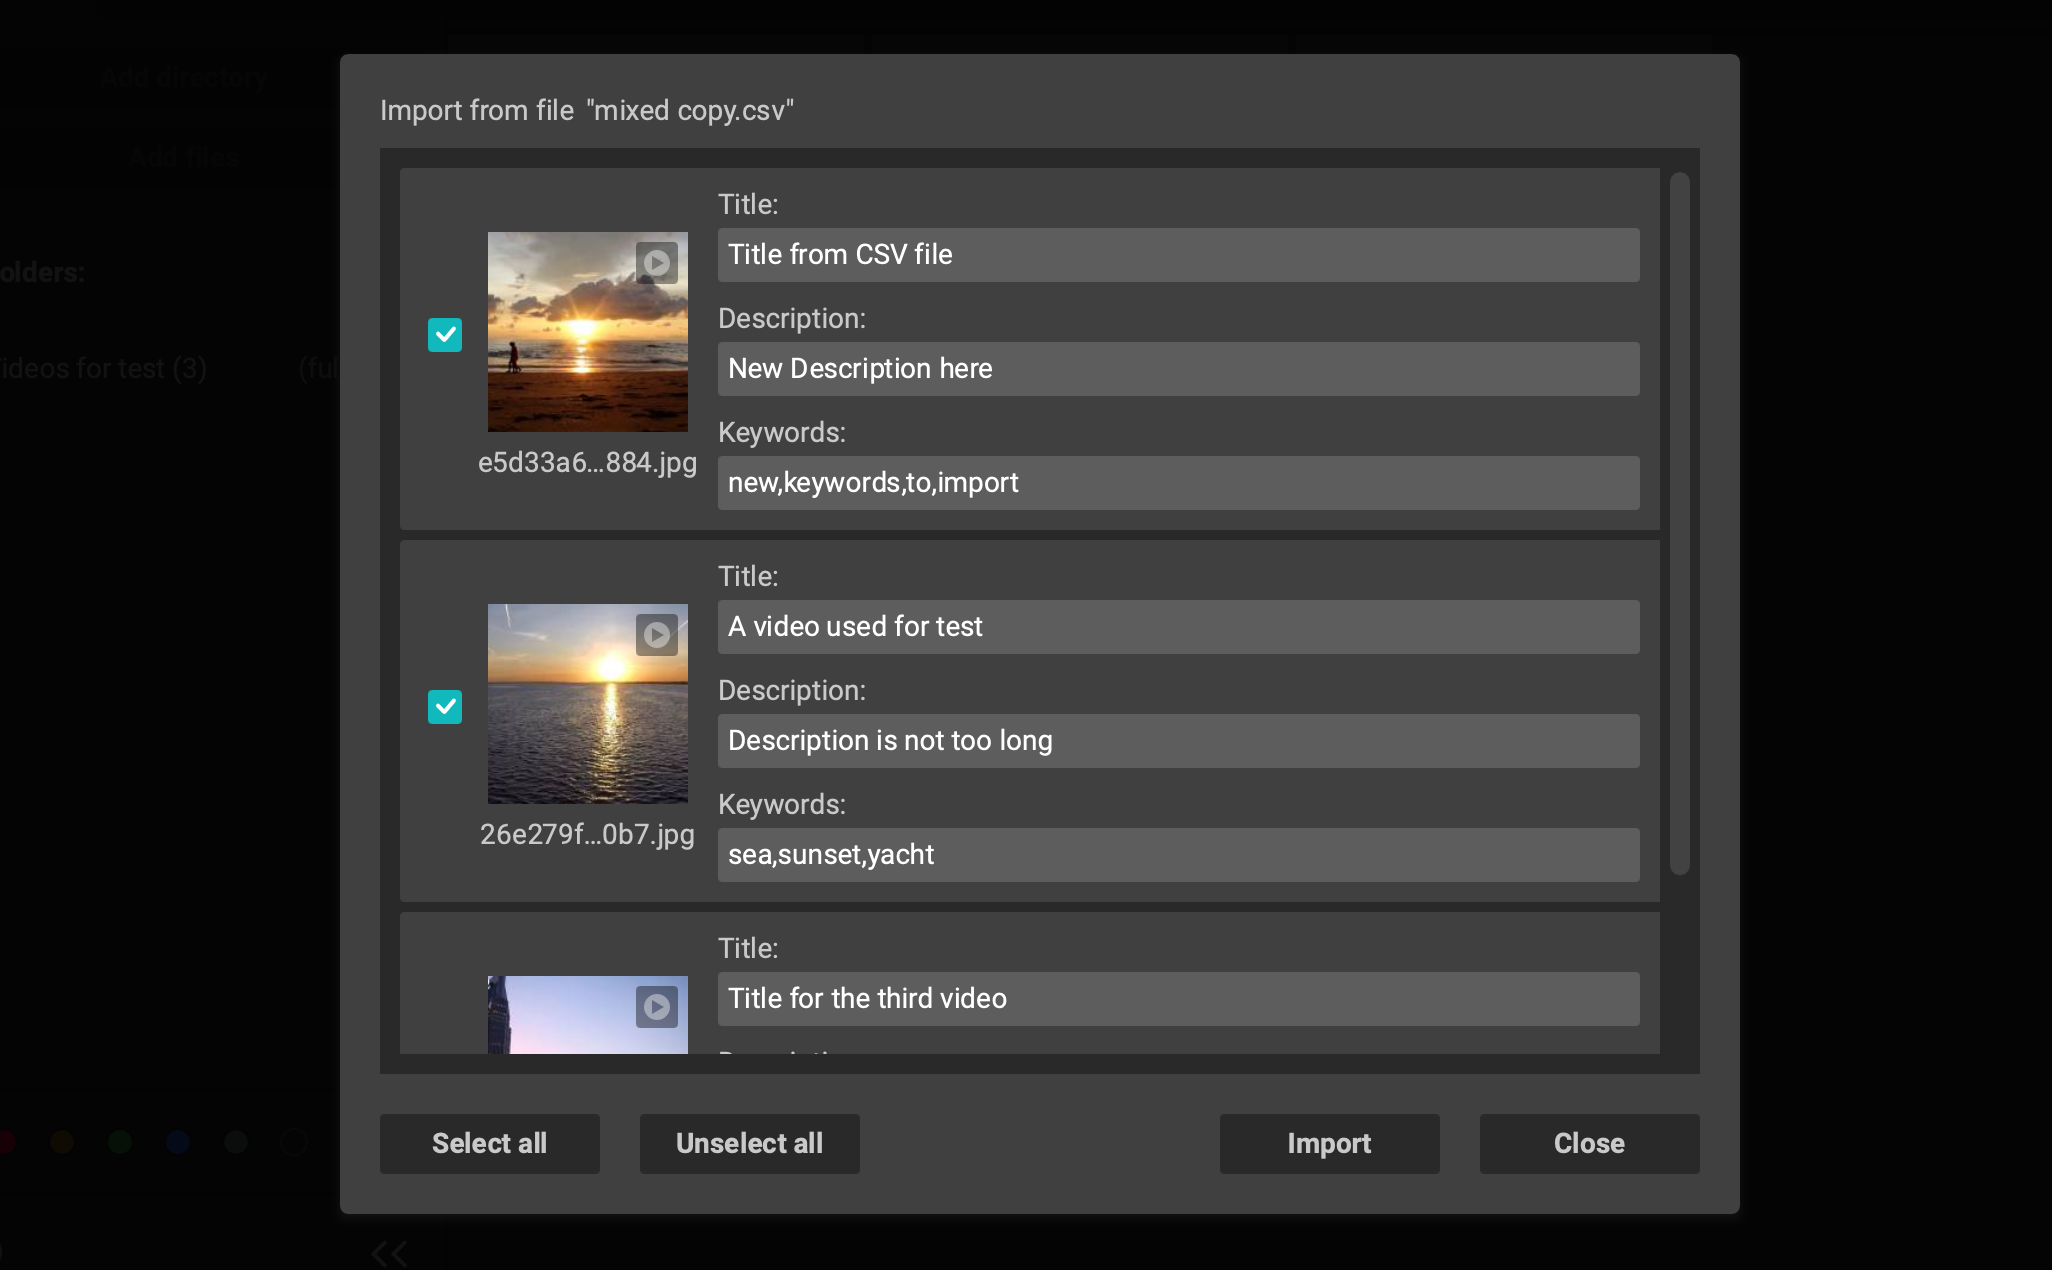 Add directory
Add files
olders:
ideos for test (3) (ful
Import from file "mixed copy.csv"
Title:
Title from CSV file
Description:
New Description here
Keywords:
new,keywords,to,import
e5d33a6...884.jpg
Title:
A video used for test
Description:
Description is not too long
Keywords:
sea,sunset,yacht
26e279f...0b7.jpg
Title:
Title for the third video
Select all
Unselect all
Import
Close